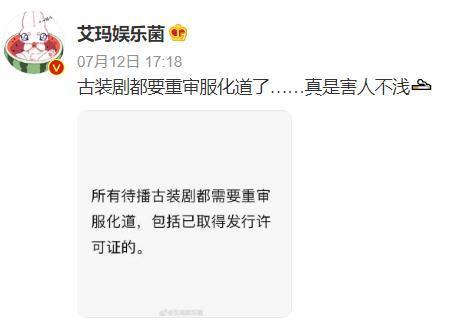 艾玛娱乐菌
07月12日 17:18
古装剧都要重审服化道了……真是害人不浅
所有待播古装剧都需要重审
服化道，包括已取得发行许
可证的。
@艾玛娱乐菌